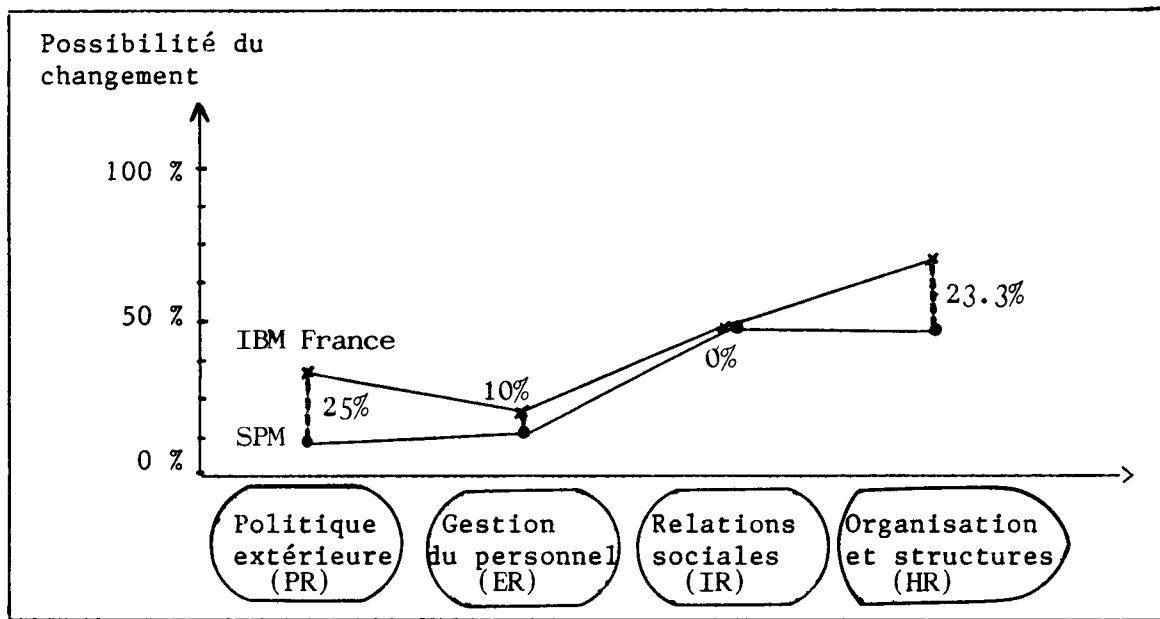 Possibilité du
changement
100 %
50 %
IBM France
23.3%
0%
10%
25%
SPM
0 %
Politique
extérieure
(PR)
Gestion
du personnel
(ER)
Relations
sociales
(IR)
Organisation
et structures
(HR)